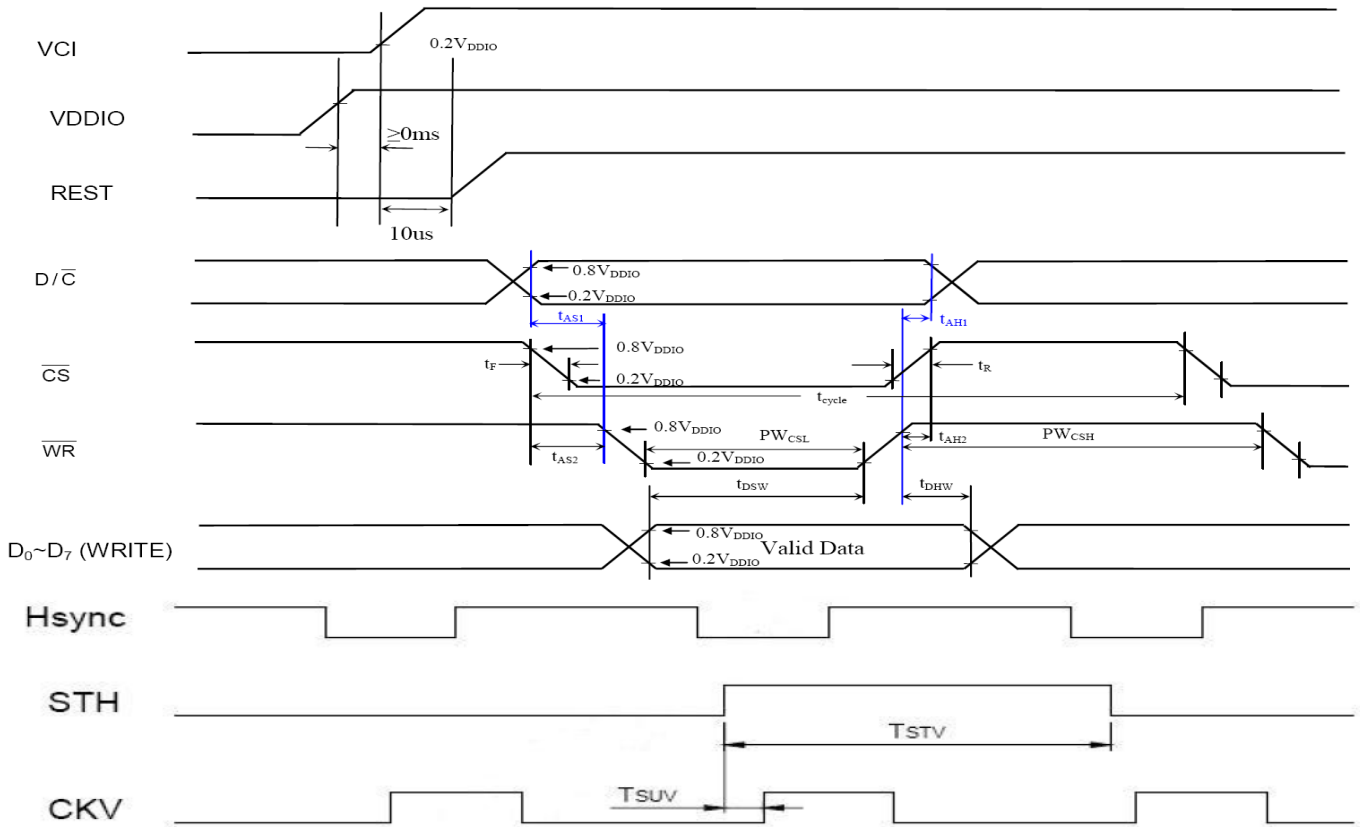 VCI
0.2VDDIO
VDDIO
≥0ms
REST
10us
D/C̅
0.8VDDIO
0.2VDDIO
tAS1
tAH1
C̅S̅
tF
0.8VDDIO
0.2VDDIO
tR
tcycle
W̅R̅
0.8VDDIO
PWCSL
PWCSH
tAS2
0.2VDDIO
tAH2
tDSW
tDHW
D0~D7 (WRITE)
0.8VDDIO
Valid Data
0.2VDDIO
Hsync
STH
TSTV
TSUV
CKV